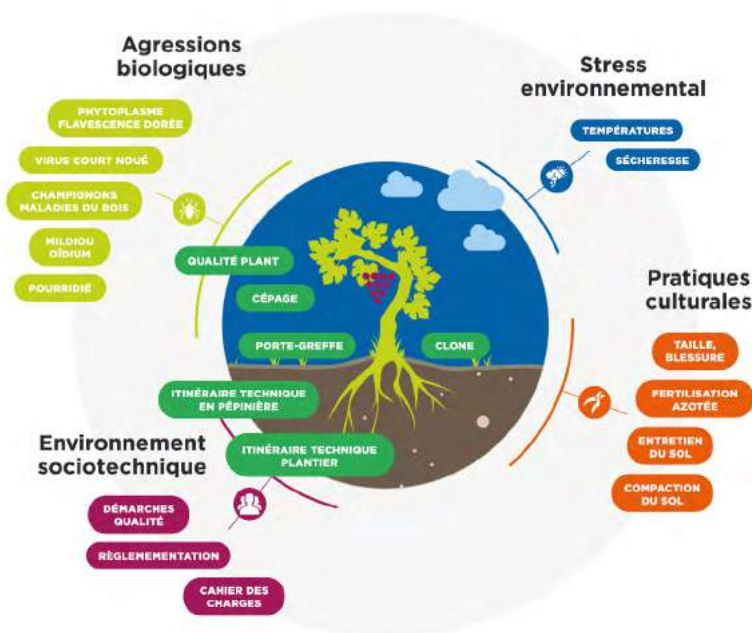 Agressions
biologiques
PHYTOPLASME
FLAVESCENCE DORÉE
VIRUS COURT NOUÉ
CHAMPIGNONS
MALADIES DU BOIS
MILDIOU
OÏDIUM
POURRIDIÉ
Stress
environnemental
TEMPÉRATURES
SÉCHERESSE
QUALITÉ PLANT
CÉPAGE
PORTE-GREFFE
CLONE
ITINÉRAIRE TECHNIQUE
EN PÉPINIÈRE
ITINÉRAIRE TECHNIQUE
PLANTIER
Pratiques
culturales
TAILLE,
BLESSURE
FERTILISATION
AZOTÉE
ENTRETIEN
DU SOL
COMPACTION
DU SOL
Environnement
sociotechnique
DÉMARCHES
QUALITÉ
RÈGLEMEMENTATION
CAHIER DES
CHARGES